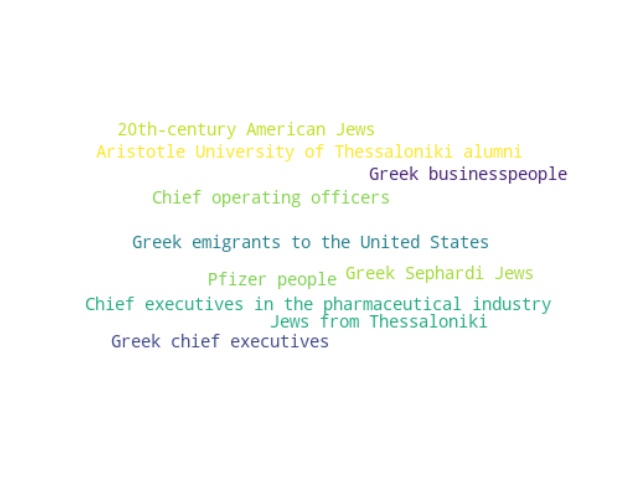 20th-century American Jews
Aristotle University of Thessaloniki alumni
Greek businesspeople
Chief operating officers
Greek emigrants to the United States
Greek Sephardi Jews
Pfizer people
Chief executives in the pharmaceutical industry
Jews from Thessaloniki
Greek chief executives